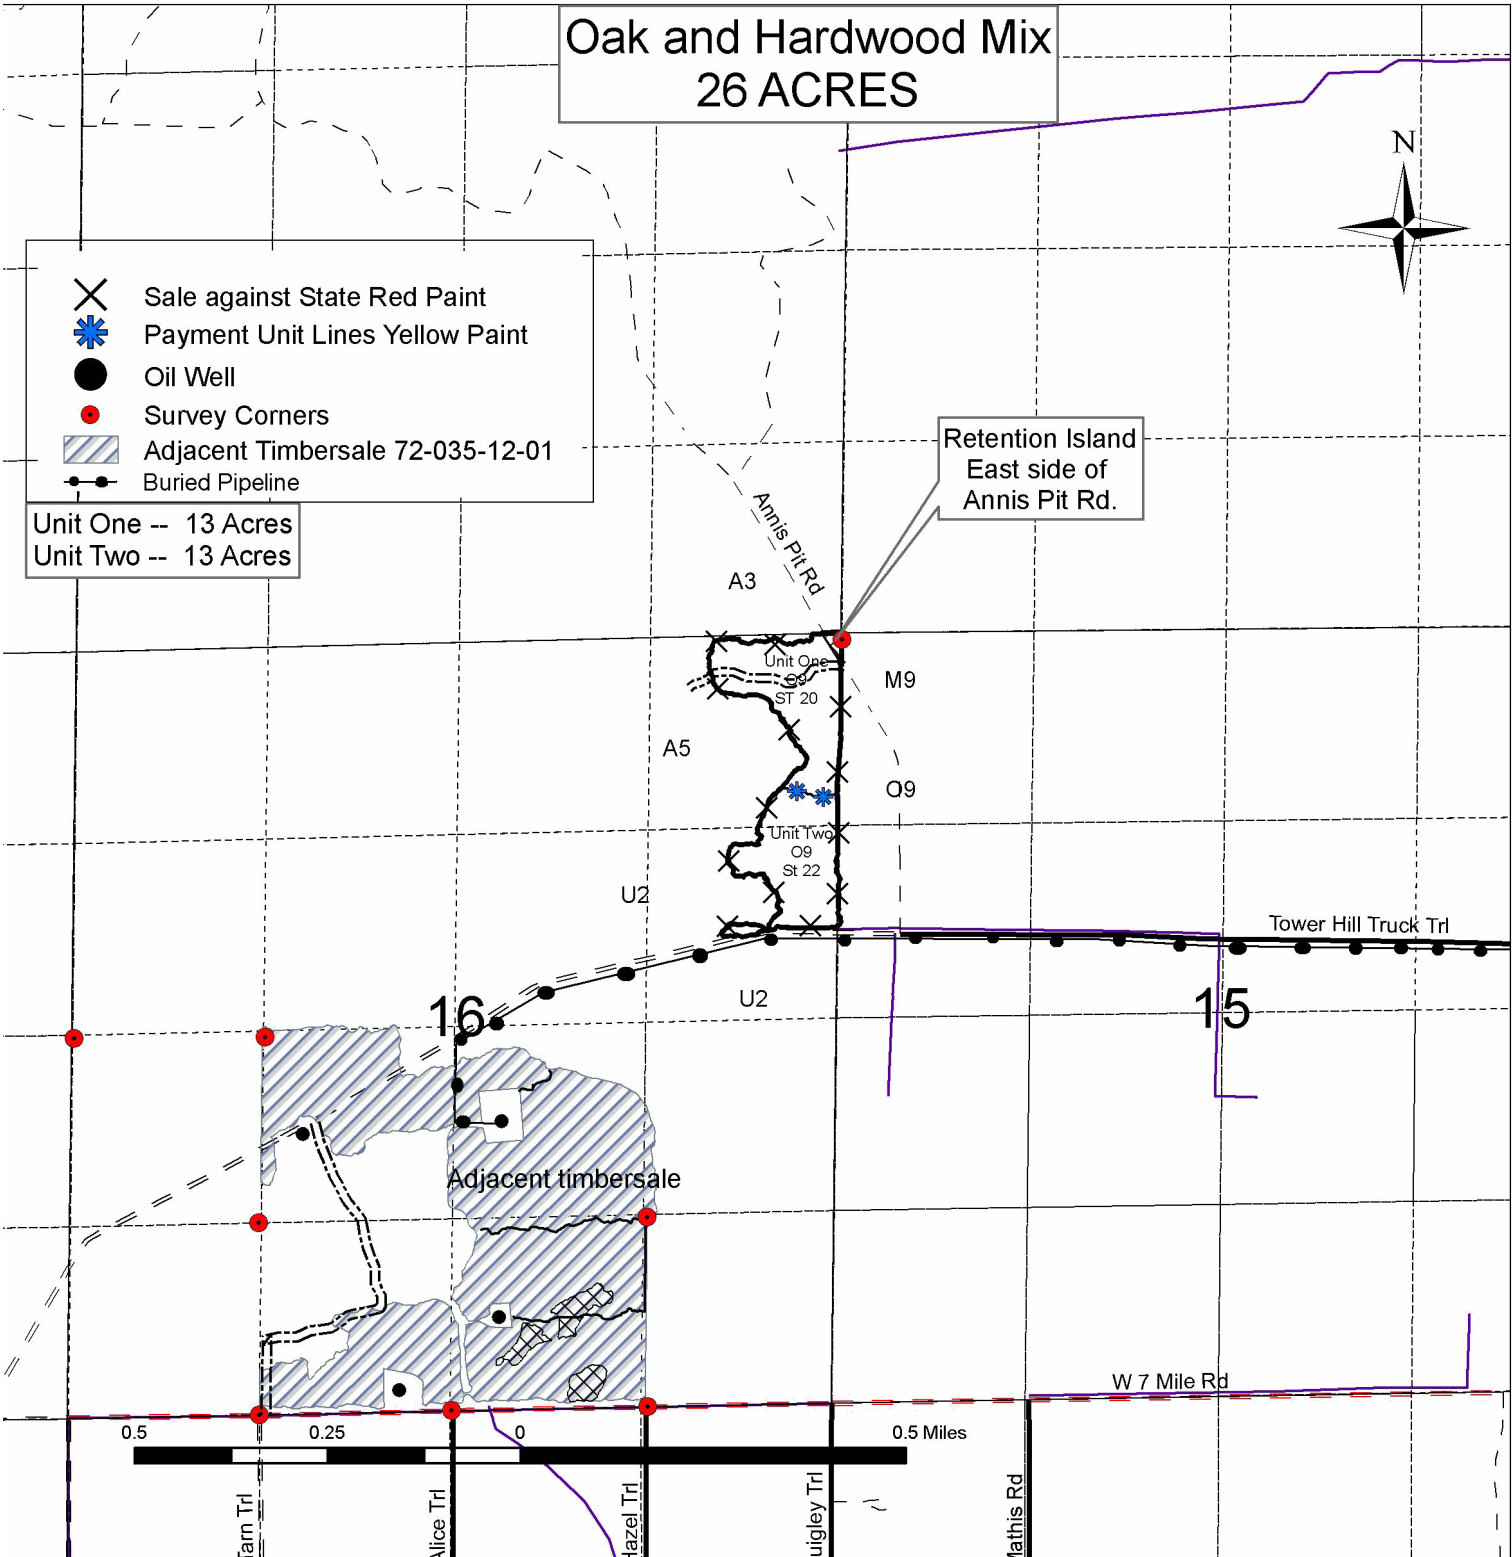 Oak and Hardwood Mix
26 ACRES
N
Sale against State Red Paint
Payment Unit Lines Yellow Paint
Oil Well
Survey Corners
Adjacent Timbersale 72-035-12-01
Buried Pipeline
Unit One -- 13 Acres
Unit Two -- 13 Acres
Retention Island
East side of
Annis Pit Rd.
Annis Pit Rd
A3
Unit One
O9
ST 20
M9
A5
O9
Unit Two
O9
St 22
U2
Tower Hill Truck Trl
U2
16
15
Adjacent timbersale
W 7 Mile Rd
0.5
0.25
0
0.5 Miles
Tarn Trl
Alice Trl
Hazel Trl
uigley Trl
Mathis Rd